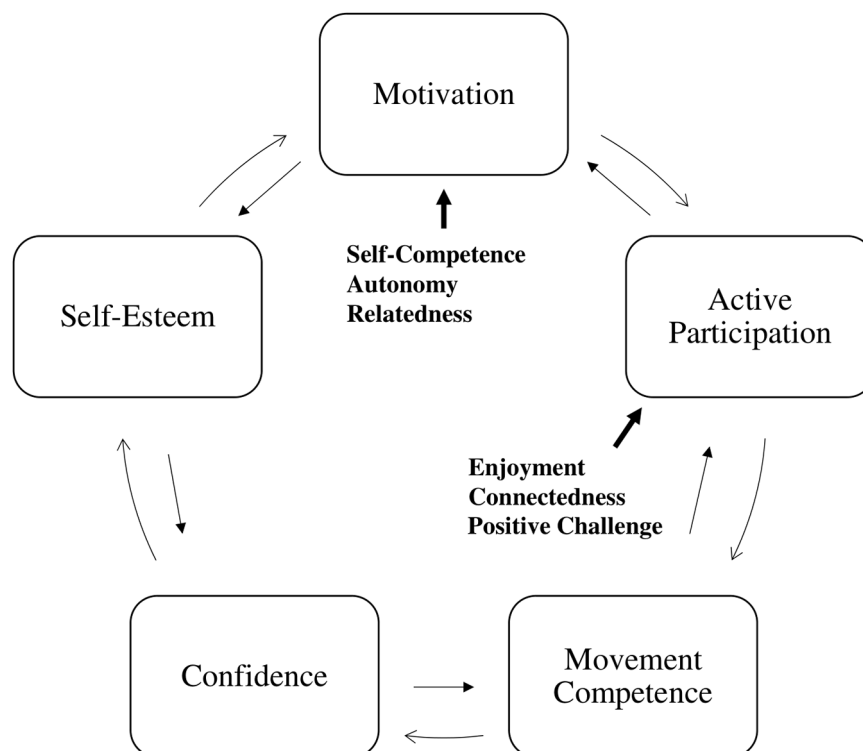 Motivation
Self-Competence
Autonomy
Relatedness
Self-Esteem
Active
Participation
Enjoyment
Connectedness
Positive Challenge
Confidence
Movement
Competence